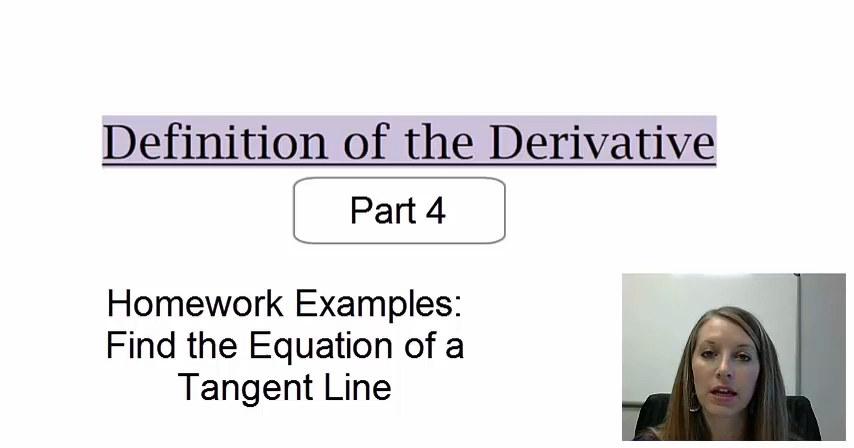 Definition of the Derivative
Part 4
Homework Examples:
Find the Equation of a
Tangent Line